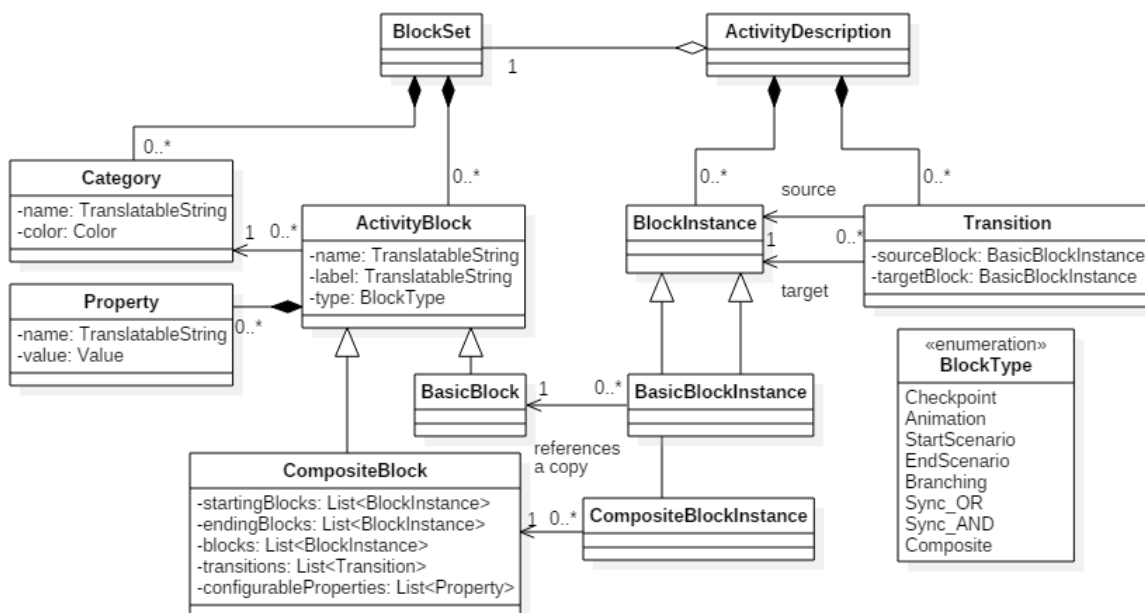 BlockSet
ActivityDescription
1
0..*
0..*
0..*
0..*
Category
-name: TranslatableString
-color: Color
1
0..*
ActivityBlock
-name: TranslatableString
-label: TranslatableString
-type: BlockType
BlockInstance
source
1
0..*
target
Transition
-sourceBlock: BasicBlockInstance
-targetBlock: BasicBlockInstance
Property
-name: TranslatableString
-value: Value
0..*
«enumeration»
BlockType
Checkpoint
Animation
StartScenario
EndScenario
Branching
Sync_OR
Sync_AND
Composite
BasicBlock
1
0..*
BasicBlockInstance
references
a copy
CompositeBlock
-startingBlocks: List<BlockInstance>
-endingBlocks: List<BlockInstance>
-blocks: List<BlockInstance>
-transitions: List<Transition>
-configurableProperties: List<Property>
1
0..*
CompositeBlockInstance